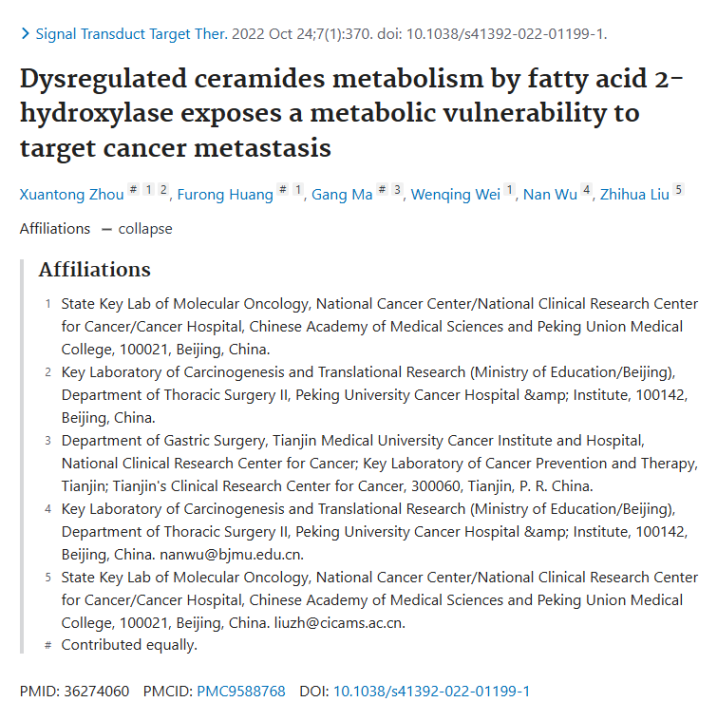 Signal Transduct Target Ther. 2022 Oct 24;7(1):370. doi: 10.1038/s41392-022-01199-1.
Dysregulated ceramides metabolism by fatty acid 2-
hydroxylase exposes a metabolic vulnerability to
target cancer metastasis
Xuantong Zhou # 1 2, Furong Huang # 1, Gang Ma # 3, Wenqing Wei 1, Nan Wu 4, Zhihua Liu 5
Affiliations — collapse
Affiliations
1 State Key Lab of Molecular Oncology, National Cancer Center/National Clinical Research Center
for Cancer/Cancer Hospital, Chinese Academy of Medical Sciences and Peking Union Medical
College, 100021, Beijing, China.
2 Key Laboratory of Carcinogenesis and Translational Research (Ministry of Education/Beijing),
Department of Thoracic Surgery II, Peking University Cancer Hospital &amp; Institute, 100142,
Beijing, China.
3 Department of Gastric Surgery, Tianjin Medical University Cancer Institute and Hospital,
National Clinical Research Center for Cancer; Key Laboratory of Cancer Prevention and Therapy,
Tianjin; Tianjin's Clinical Research Center for Cancer, 300060, Tianjin, P. R. China.
4 Key Laboratory of Carcinogenesis and Translational Research (Ministry of Education/Beijing),
Department of Thoracic Surgery II, Peking University Cancer Hospital &amp; Institute, 100142,
Beijing, China. nanwu@bjmu.edu.cn.
5 State Key Lab of Molecular Oncology, National Cancer Center/National Clinical Research Center
for Cancer/Cancer Hospital, Chinese Academy of Medical Sciences and Peking Union Medical
College, 100021, Beijing, China. liuzh@cicams.ac.cn.
# Contributed equally.
PMID: 36274060 PMCID: PMC9588768 DOI: 10.1038/s41392-022-01199-1